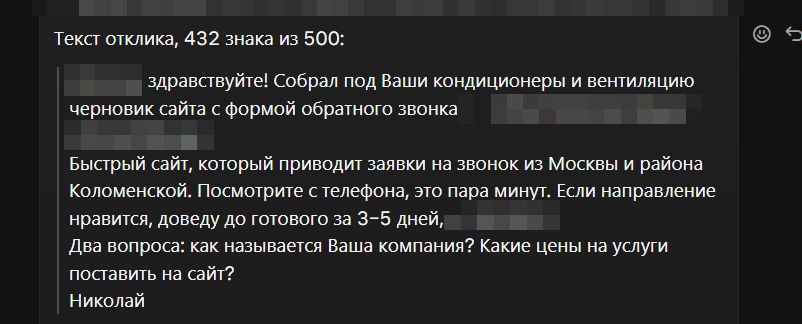 Текст отклика, 432 знака из 500:
здравствуйте! Собрал под Ваши кондиционеры и вентиляцию
черновик сайта с формой обратного звонка
Быстрый сайт, который приводит заявки на звонок из Москвы и района
Коломенской. Посмотрите с телефона, это пара минут. Если направление
нравится, доведу до готового за 3–5 дней,
Два вопроса: как называется Ваша компания? Какие цены на услуги
поставить на сайт?
Николай